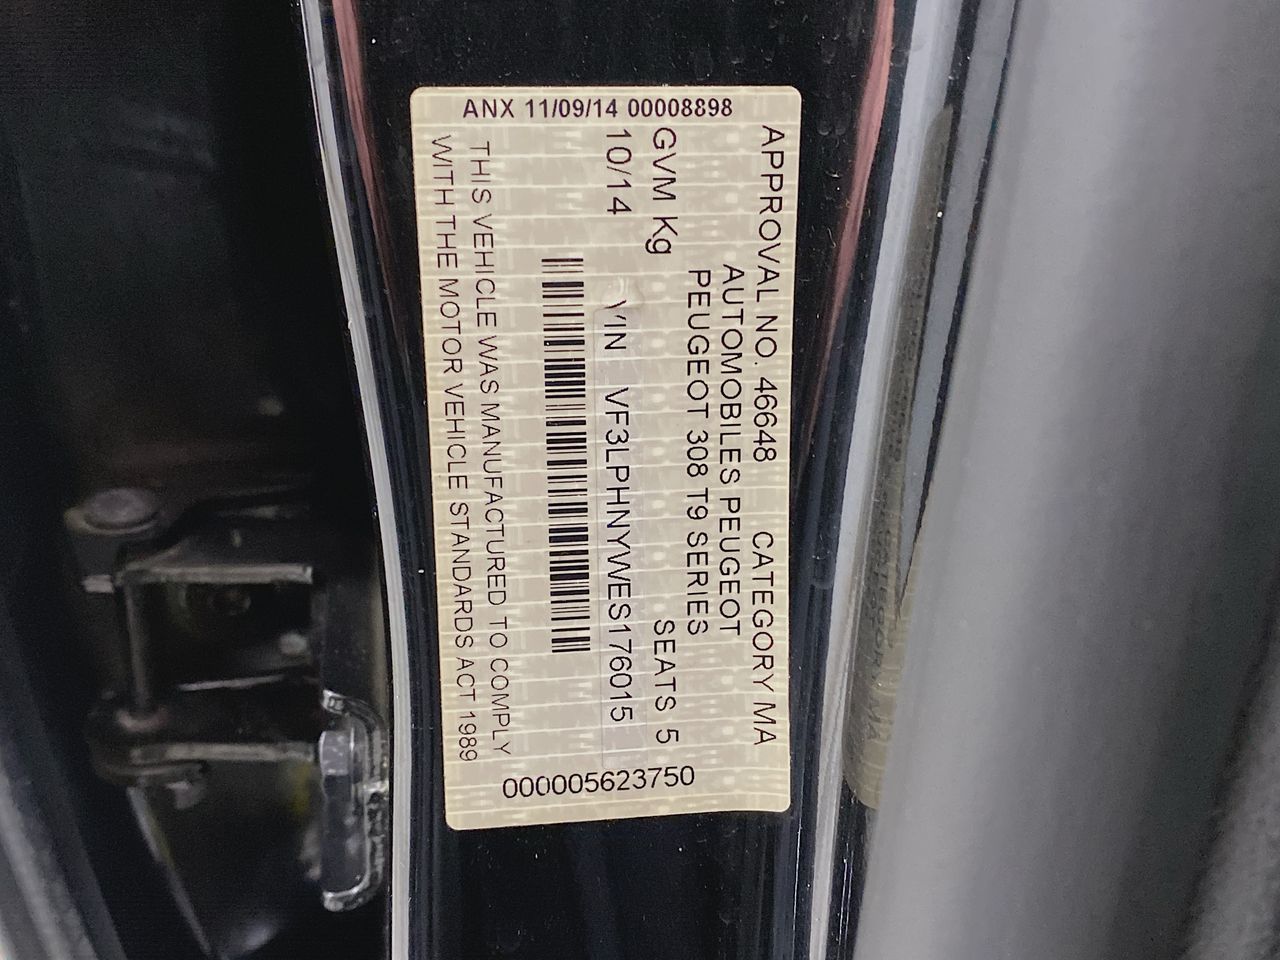 ANX 11/09/14 00008898
APPROVAL NO. 46648 CATEGORY MA
AUTOMOBILES PEUGEOT
PEUGEOT 308 T9 SERIES
GVM Kg SEATS 5
10/14 VIN VF3LPHNYWES176015
THIS VEHICLE WAS MANUFACTURED TO COMPLY
WITH THE MOTOR VEHICLE STANDARDS ACT 1989
000005623750